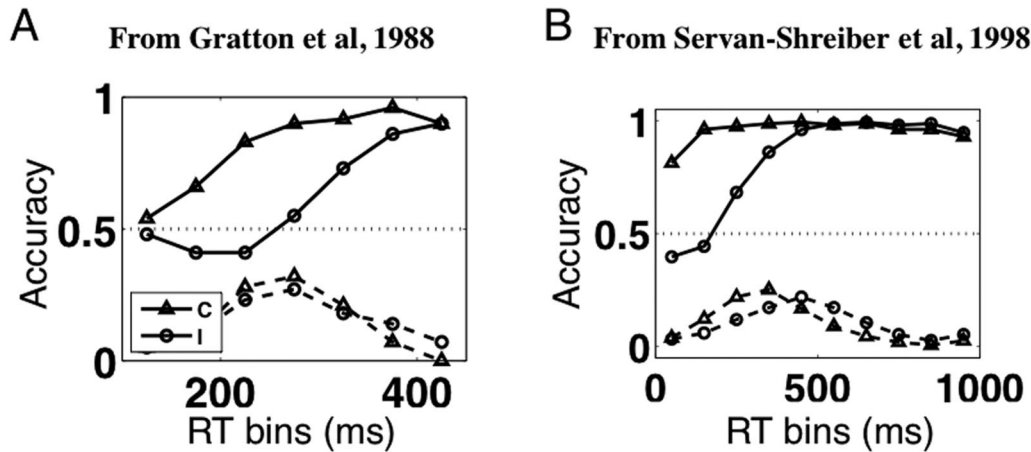 A
From Gratton et al, 1988
1
0.5
0
Accuracy
C
I
200
400
RT bins (ms)
B
From Servan-Shreiber et al, 1998
1
0.5
0
Accuracy
0
500
1000
RT bins (ms)